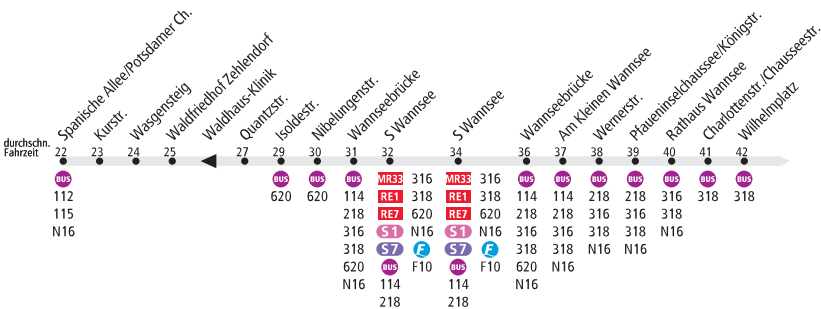 Spanische Allee/Potsdamer Ch.
Kurstr.
Wasgensteig
Waldfriedhof Zehlendorf
Waldhaus-Klinik
Quantzstr.
Isoldestr.
Nibelungenstr.
Wannseebrücke
S Wannsee
S Wannsee
Wannseebrücke
Am Kleinen Wannsee
Wernerstr.
Pfaueninselchaussee/Königstr.
Rathaus Wannsee
Charlottenstr./Chausseestr.
Wilhelmplatz
durchschn.
Fahrzeit
22 23 24 25 27 29 30 31 32 34 36 37 38 39 40 41 42
BUS BUS BUS BUS MR33 316 MR33 316 BUS BUS BUS BUS BUS BUS BUS
112 620 620 114 RE1 318 RE1 318 114 114 218 218 316 318 318
115 218 RE7 620 RE7 620 218 218 316 316 318
N16 316 S1 N16 S1 N16 316 316 318 318 N16
318 S7 F S7 F 318 318 N16 N16
620 BUS F10 BUS F10 620 N16
N16 114 114 N16
218 218